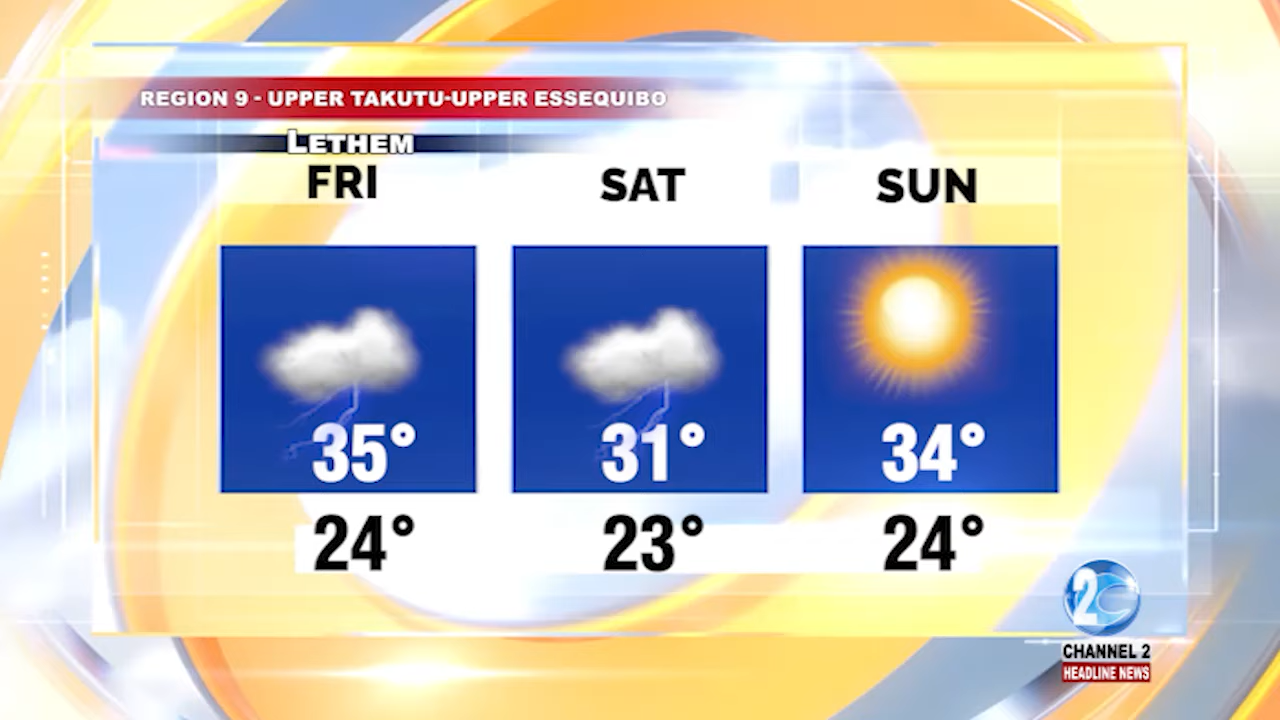 REGION 9 - UPPER TAKUTU-UPPER ESSEQUIBO
LETHEM
FRI SAT SUN
35° 31° 34°
24° 23° 24°
2
CHANNEL 2
HEADLINE NEWS